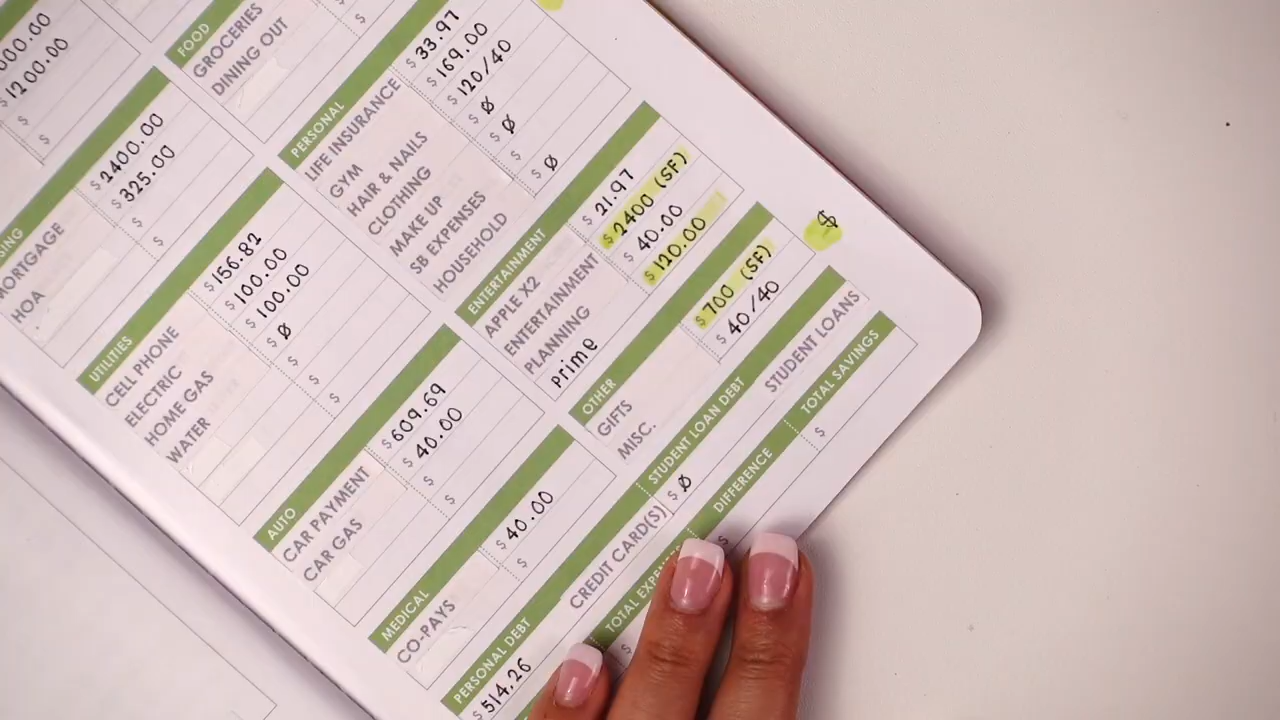 $1200.00
$
$
MORTGAGE $2400.00
HOA $325.00
$
$
UTILITIES
CELL PHONE $156.82
ELECTRIC $100.00
HOME GAS $100.00
WATER $Ø
$
$
$
AUTO
CAR PAYMENT $609.69
CAR GAS $40.00
$
$
MEDICAL
CO-PAYS $40.00
$
PERSONAL DEBT
$514.26
CREDIT CARD(S)
FOOD
GROCERIES $
DINING OUT
PERSONAL
LIFE INSURANCE $33.97
GYM $169.00
HAIR & NAILS $120/40
CLOTHING $Ø
MAKE UP $Ø
SB EXPENSES $
HOUSEHOLD $Ø
ENTERTAINMENT
APPLE X2 $21.97
ENTERTAINMENT $2400 (SF)
PLANNING $40.00
prime $120.00
OTHER
GIFTS $700 (SF)
MISC. $40/40
$
STUDENT LOAN DEBT
$Ø STUDENT LOANS
TOTAL
$
DIFFERENCE
$
TOTAL SAVINGS
$